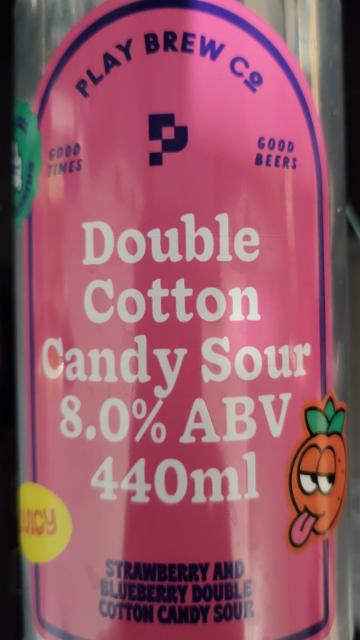 PLAY BREW Co
GOOD TIMES
GOOD BEERS
Double
Cotton
Candy Sour
8.0% ABV
440ml
JUICY
STRAWBERRY AND
BLUEBERRY DOUBLE
COTTON CANDY SOUR